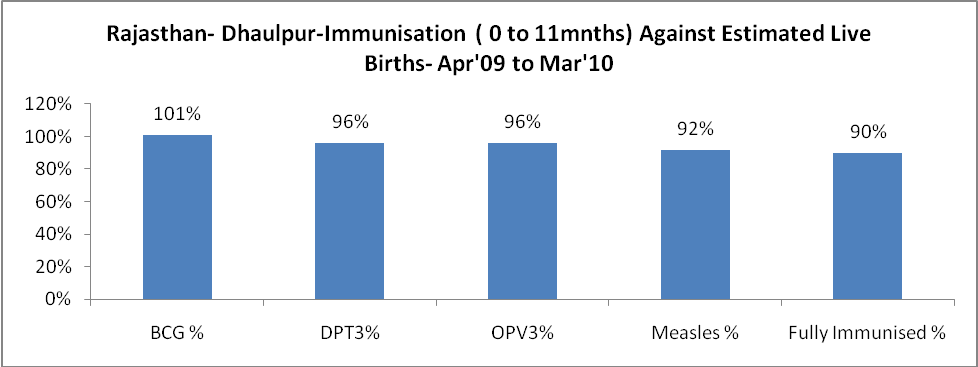 Rajasthan- Dhaulpur-Immunisation ( 0 to 11mnths) Against Estimated Live
Births- Apr'09 to Mar'10
120%
100%
80%
60%
40%
20%
0%
101%
96%
96%
92%
90%
BCG %
DPT3%
OPV3%
Measles %
Fully Immunised %